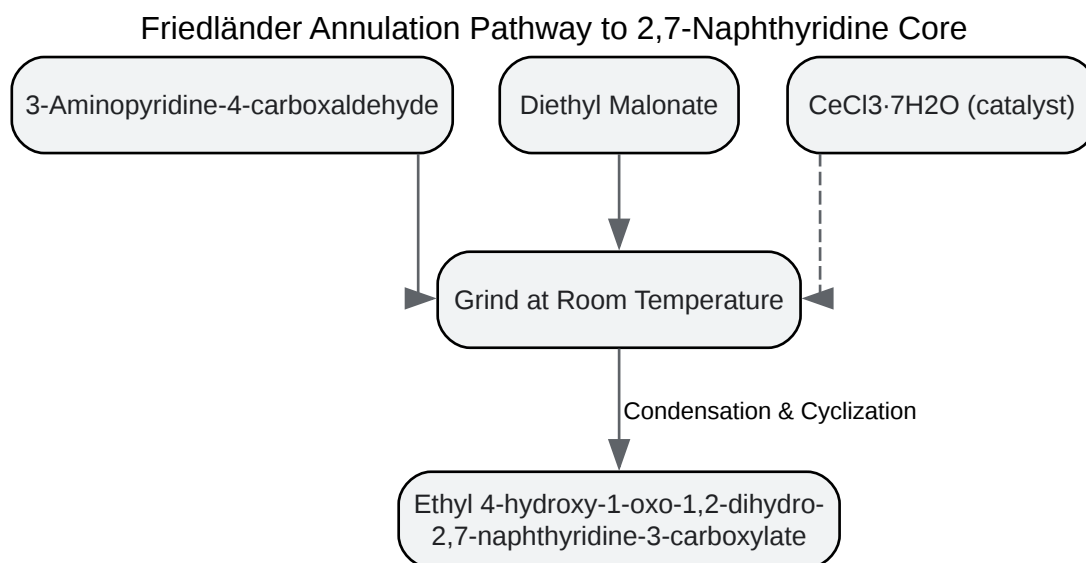 Friedländer Annulation Pathway to 2,7-Naphthyridine Core
3-Aminopyridine-4-carboxaldehyde
Diethyl Malonate
CeCl3·7H2O (catalyst)
Grind at Room Temperature
Condensation & Cyclization
Ethyl 4-hydroxy-1-oxo-1,2-dihydro-
2,7-naphthyridine-3-carboxylate